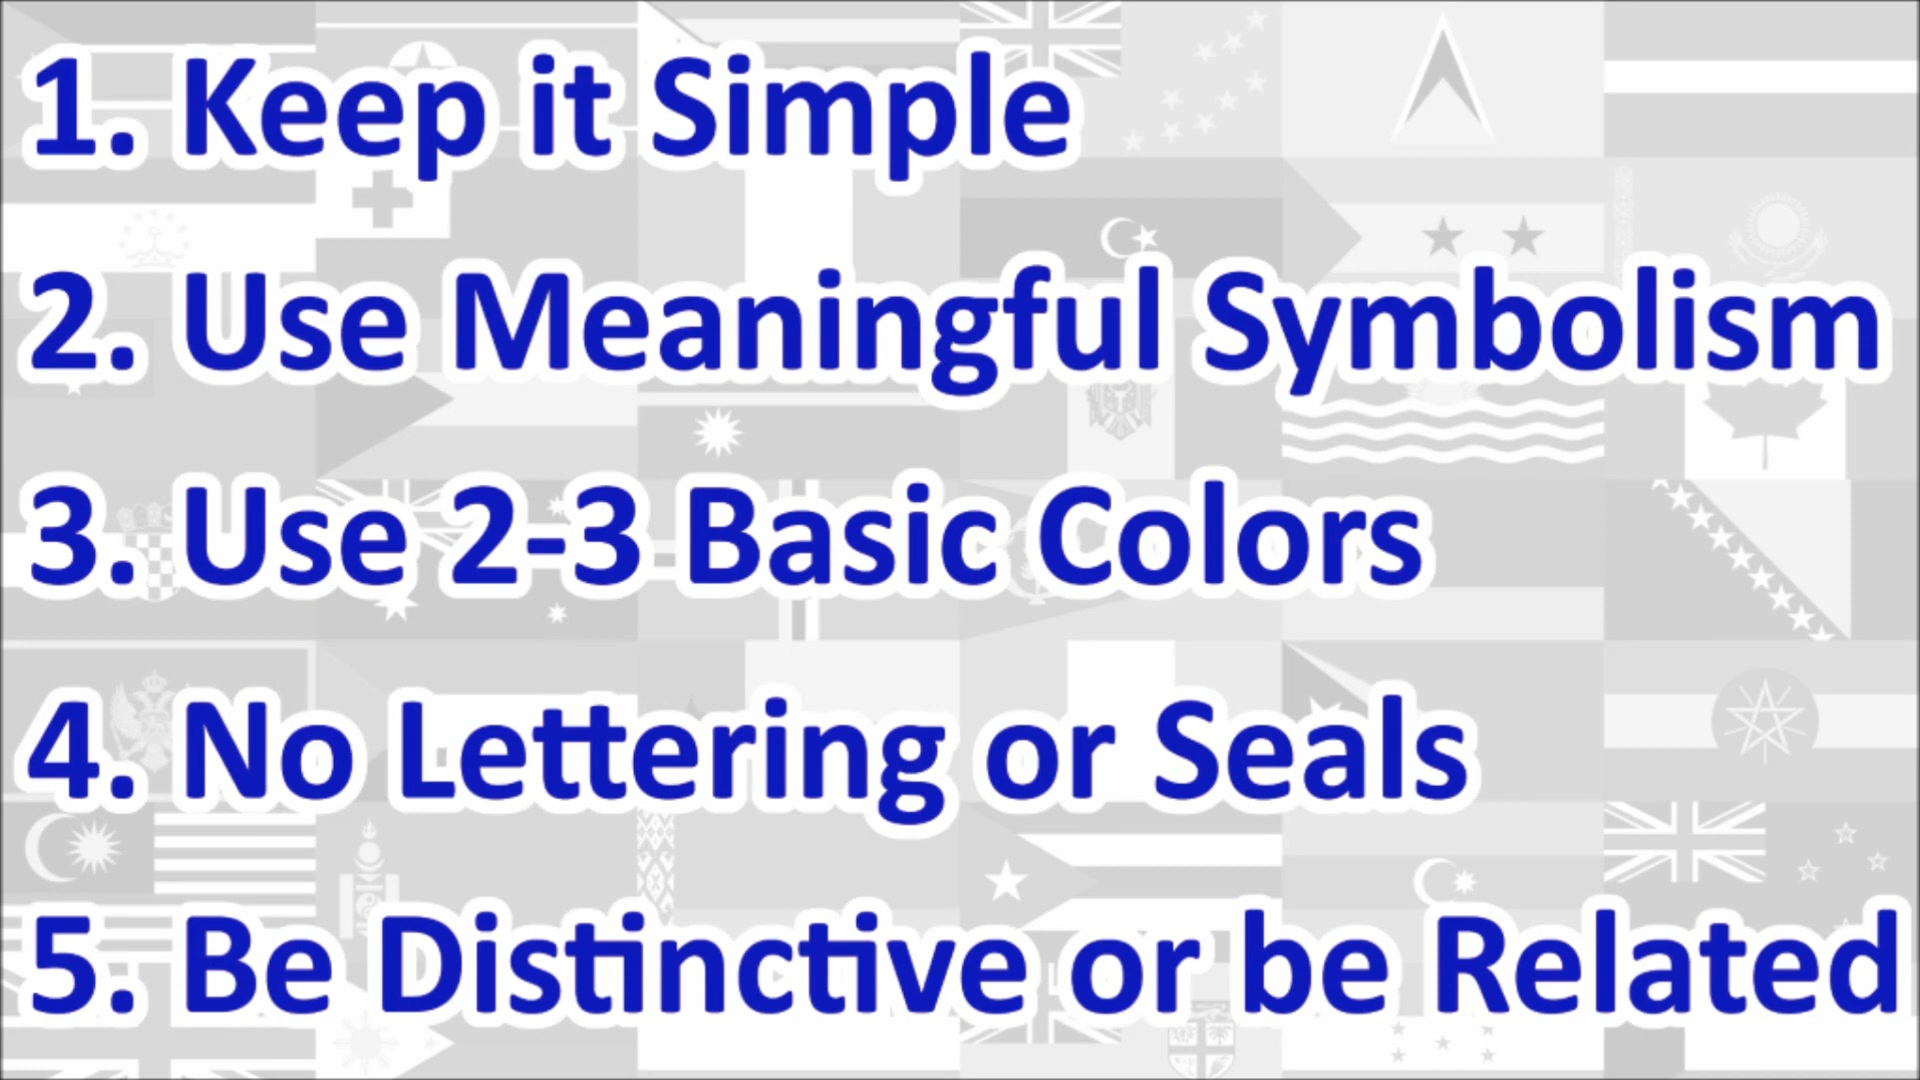 1. Keep it Simple
2. Use Meaningful Symbolism
3. Use 2-3 Basic Colors
4. No Lettering or Seals
5. Be Distinctive or be Related